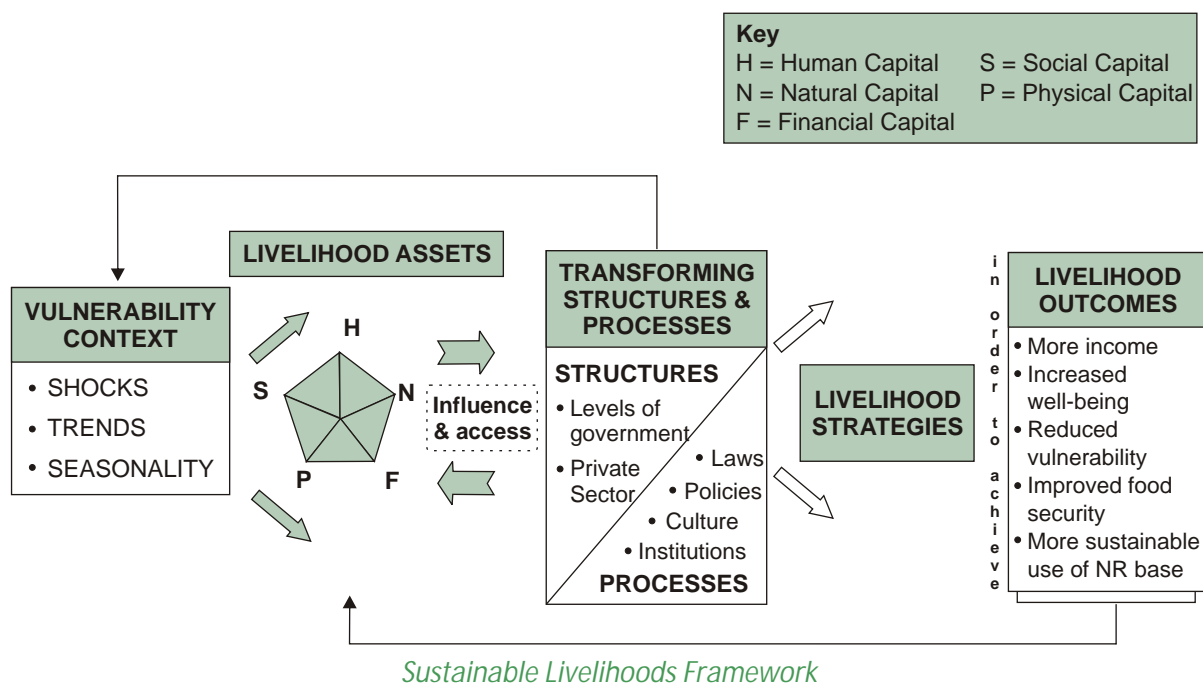 Key
H = Human Capital S = Social Capital
N = Natural Capital P = Physical Capital
F = Financial Capital
LIVELIHOOD ASSETS
VULNERABILITY
CONTEXT
• SHOCKS
• TRENDS
• SEASONALITY
H
S
N
P
F
Influence
& access
TRANSFORMING
STRUCTURES &
PROCESSES
STRUCTURES
• Levels of
government
• Private
Sector
• Laws
• Policies
• Culture
• Institutions
PROCESSES
LIVELIHOOD
STRATEGIES
in order to achieve
LIVELIHOOD
OUTCOMES
• More income
• Increased
well-being
• Reduced
vulnerability
• Improved food
security
• More sustainable
use of NR base
Sustainable Livelihoods Framework